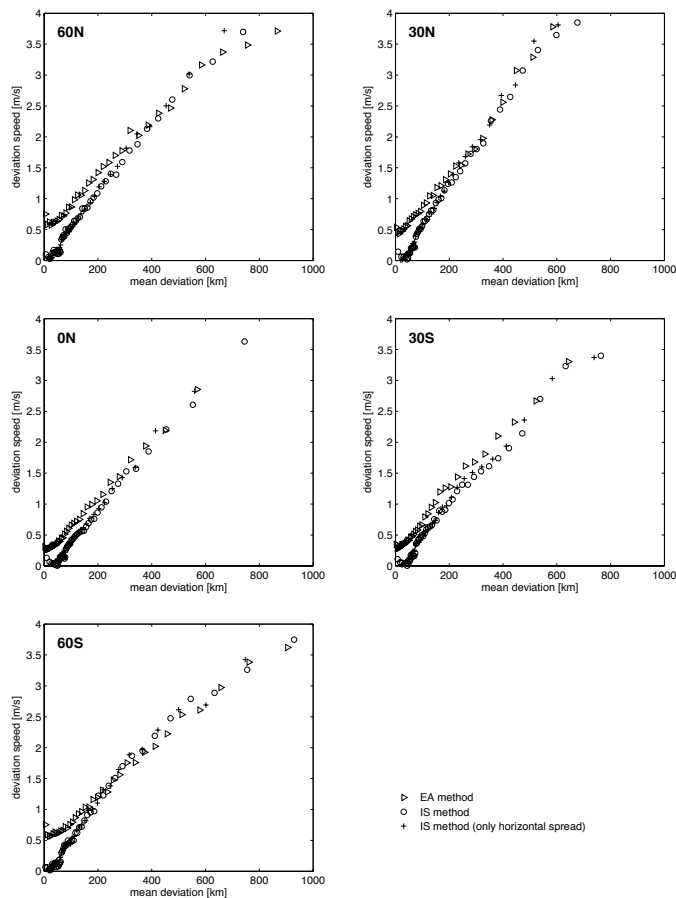 60N
4
3.5
3
2.5
2
1.5
1
0.5
0
deviation speed [m/s]
0 200 400 600 800 1000
mean deviation [km]
30N
4
3.5
3
2.5
2
1.5
1
0.5
0
deviation speed [m/s]
0 200 400 600 800 1000
mean deviation [km]
0N
4
3.5
3
2.5
2
1.5
1
0.5
0
deviation speed [m/s]
0 200 400 600 800 1000
mean deviation [km]
30S
4
3.5
3
2.5
2
1.5
1
0.5
0
deviation speed [m/s]
0 200 400 600 800 1000
mean deviation [km]
60S
4
3.5
3
2.5
2
1.5
1
0.5
0
deviation speed [m/s]
0 200 400 600 800 1000
mean deviation [km]
EA method
IS method
IS method (only horizontal spread)